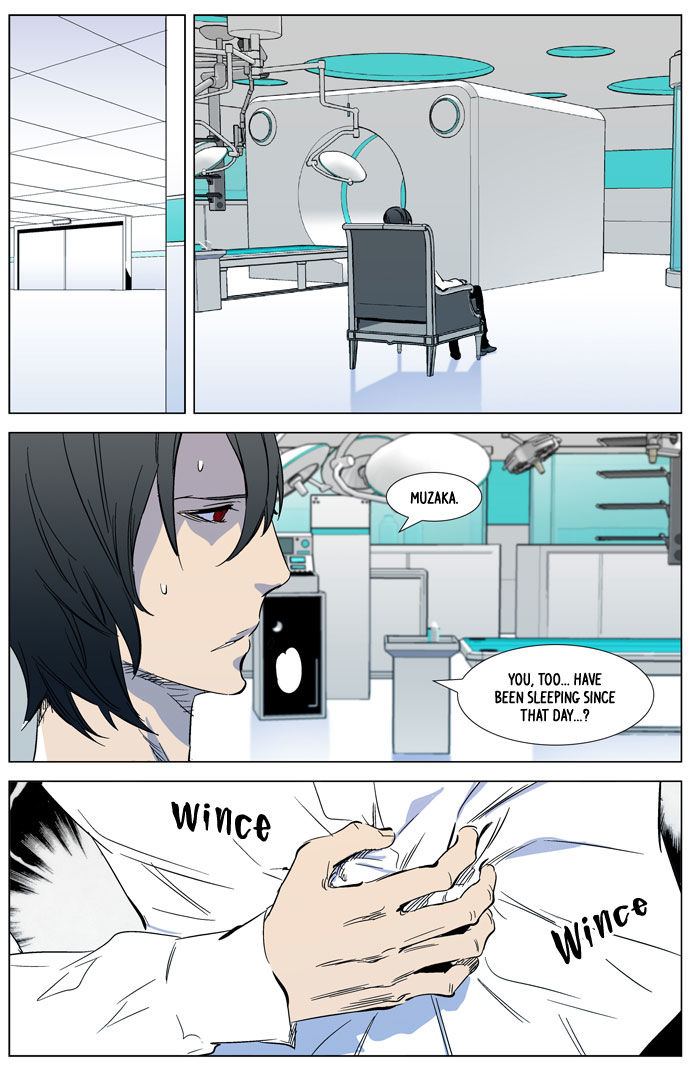 MUZAKA.
YOU, TOO... HAVE
BEEN SLEEPING SINCE
THAT DAY...?
Wince
Wince